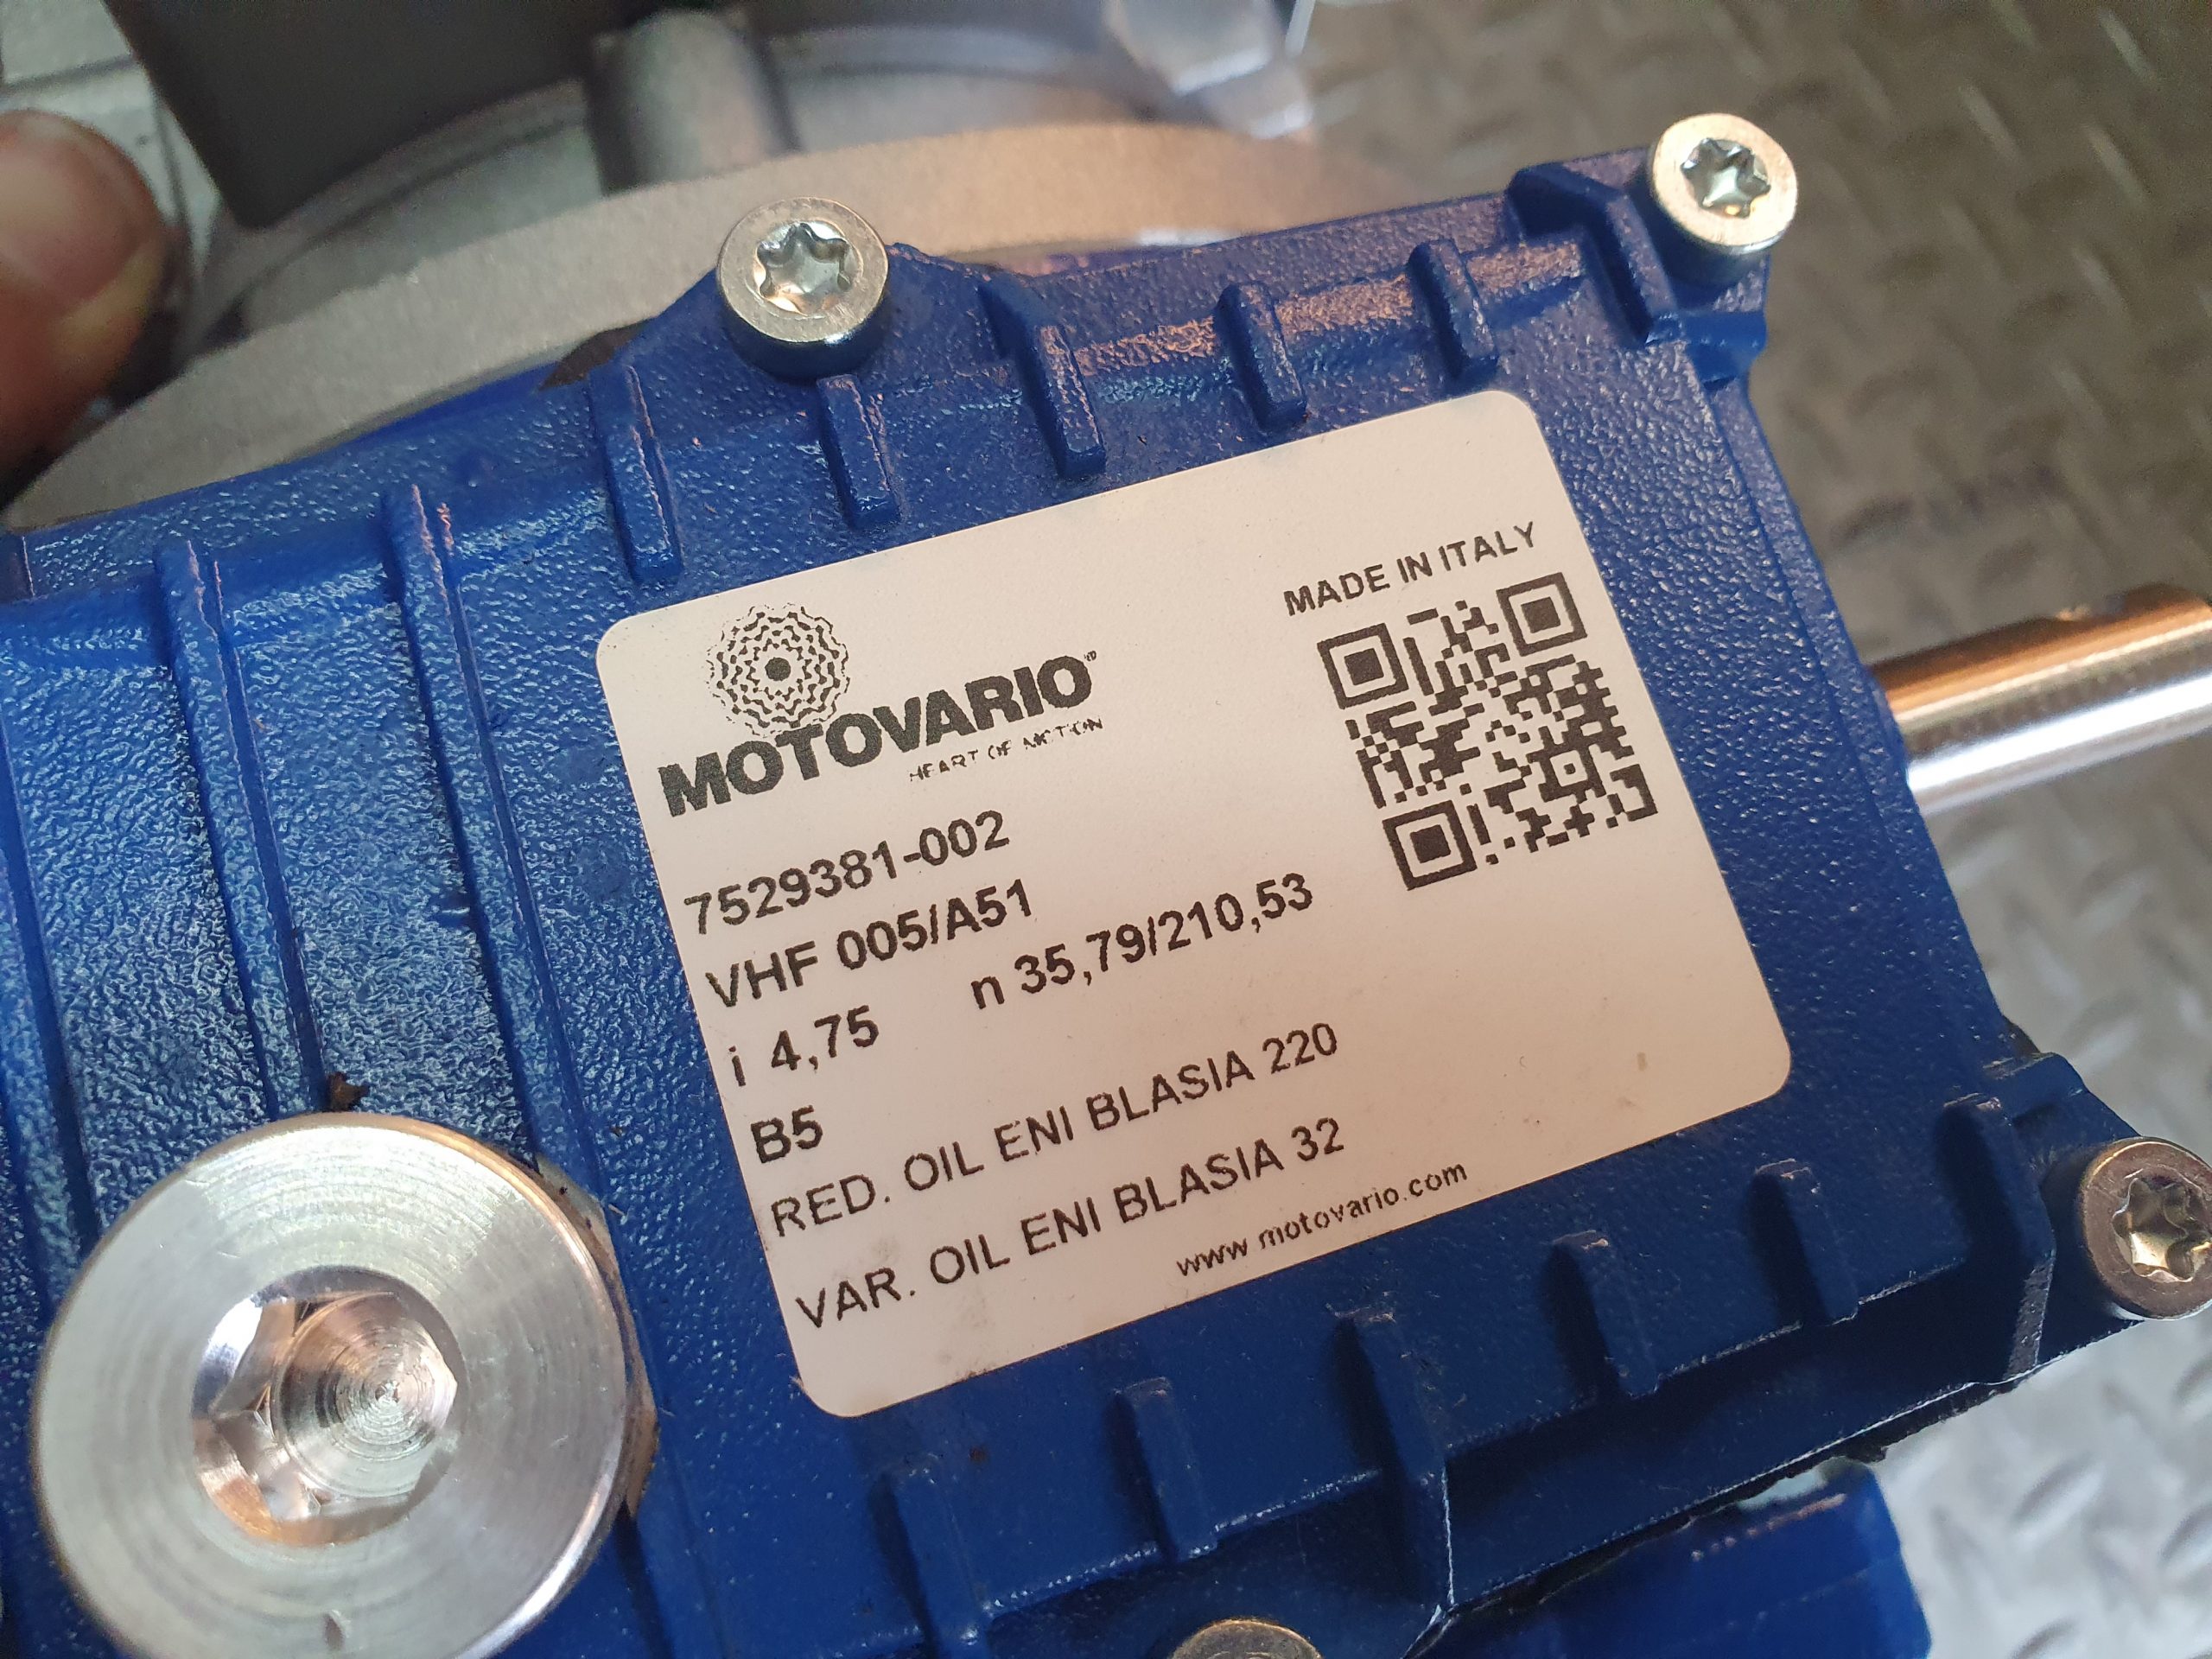 MADE IN ITALY
MOTOVARIO®
HEART OF MOTION
7529381-002
VHF 005/A51
i 4,75 n 35,79/210,53
B5
RED. OIL ENI BLASIA 220
VAR. OIL ENI BLASIA 32
www.motovario.com